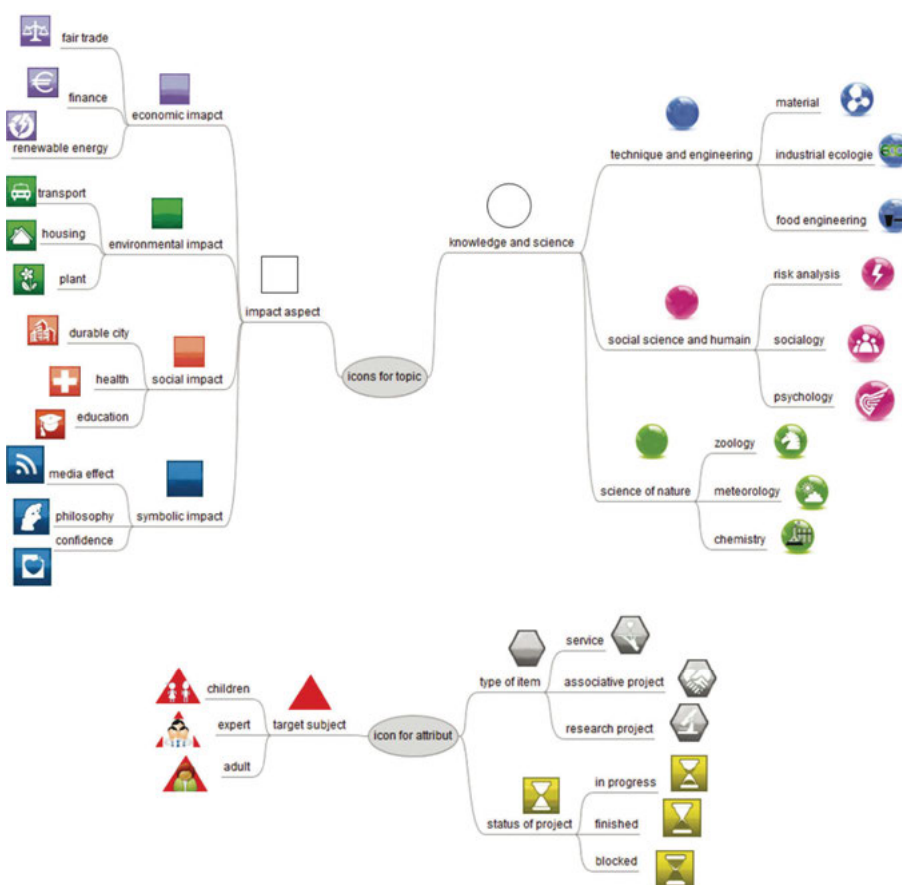 fair trade
finance
renewable energy
economic imapct
transport
housing
plant
environmental impact
durable city
health
education
social impact
media effect
philosophy
confidence
symbolic impact
impact aspect
icons for topic
knowledge and science
technique and engineering
material
industrial ecologie
food engineering
social science and humain
risk analysis
socialogy
psychology
science of nature
zoology
meteorology
chemistry
children
expert
adult
target subject
icon for attribut
type of item
service
associative project
research project
status of project
in progress
finished
blocked